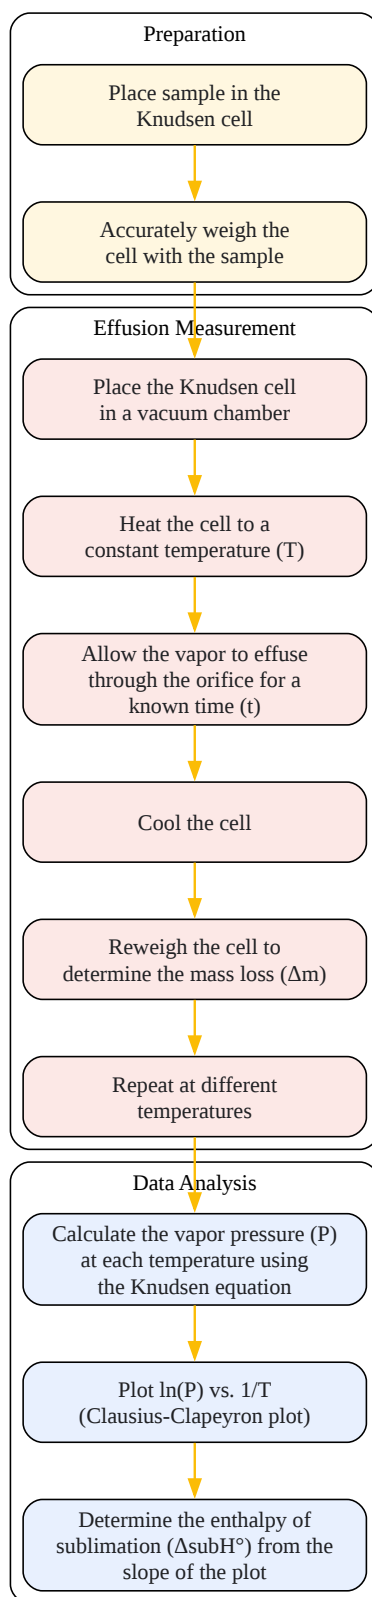 Preparation
Place sample in the
Knudsen cell
Accurately weigh the
cell with the sample
Effusion Measurement
Place the Knudsen cell
in a vacuum chamber
Heat the cell to a
constant temperature (T)
Allow the vapor to effuse
through the orifice for a
known time (t)
Cool the cell
Reweigh the cell to
determine the mass loss (Δm)
Repeat at different
temperatures
Data Analysis
Calculate the vapor pressure (P)
at each temperature using
the Knudsen equation
Plot ln(P) vs. 1/T
(Clausius-Clapeyron plot)
Determine the enthalpy of
sublimation (ΔsubH°) from the
slope of the plot